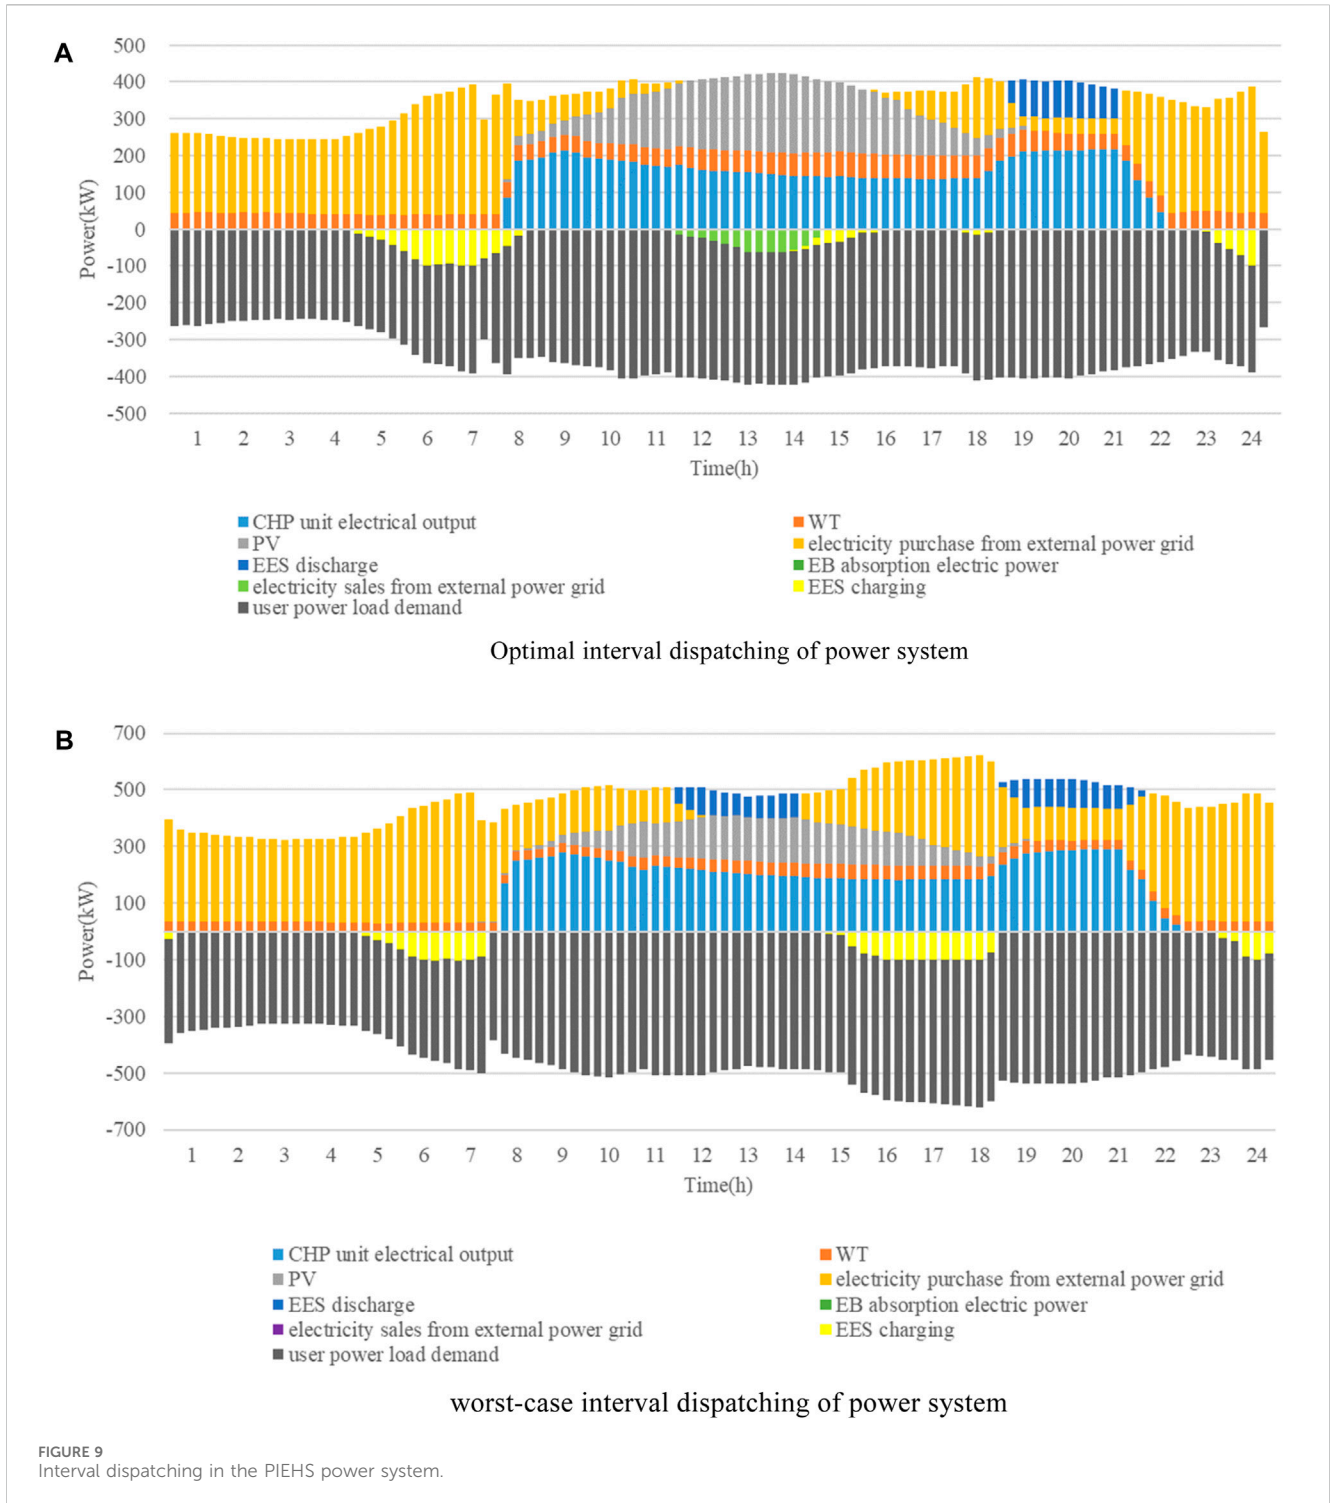 A
500
400
300
200
100
0
-100
-200
-300
-400
-500
Power(kW)
1 2 3 4 5 6 7 8 9 10 11 12 13 14 15 16 17 18 19 20 21 22 23 24
Time(h)
CHP unit electrical output WT
PV electricity purchase from external power grid
EES discharge EB absorption electric power
electricity sales from external power grid EES charging
user power load demand
Optimal interval dispatching of power system
B
700
500
300
100
-100
-300
-500
-700
Power(kW)
1 2 3 4 5 6 7 8 9 10 11 12 13 14 15 16 17 18 19 20 21 22 23 24
Time(h)
CHP unit electrical output WT
PV electricity purchase from external power grid
EES discharge EB absorption electric power
electricity sales from external power grid EES charging
user power load demand
worst-case interval dispatching of power system
FIGURE 9
Interval dispatching in the PIEHS power system.